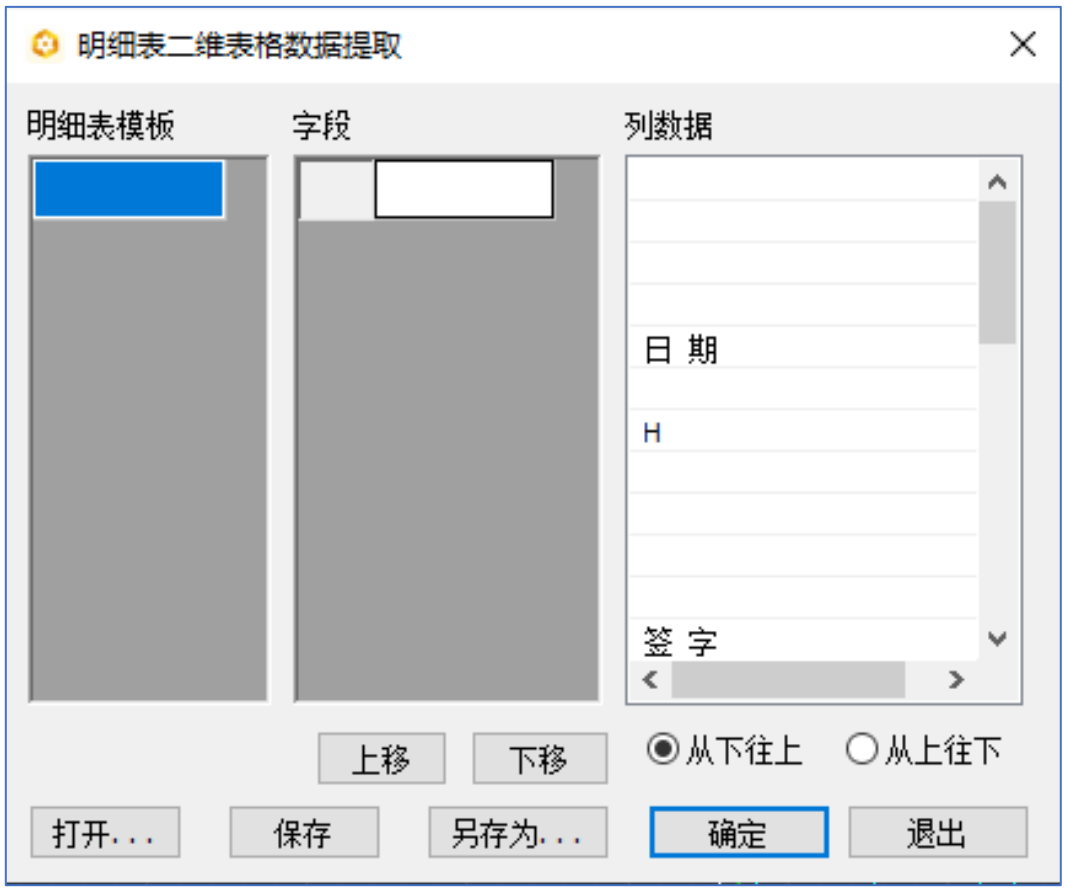 明细表二维表格数据提取
明细表模板 字段 列数据
日 期
H
签 字
上移 下移 从下往上 从上往下
打开... 保存 另存为... 确定 退出